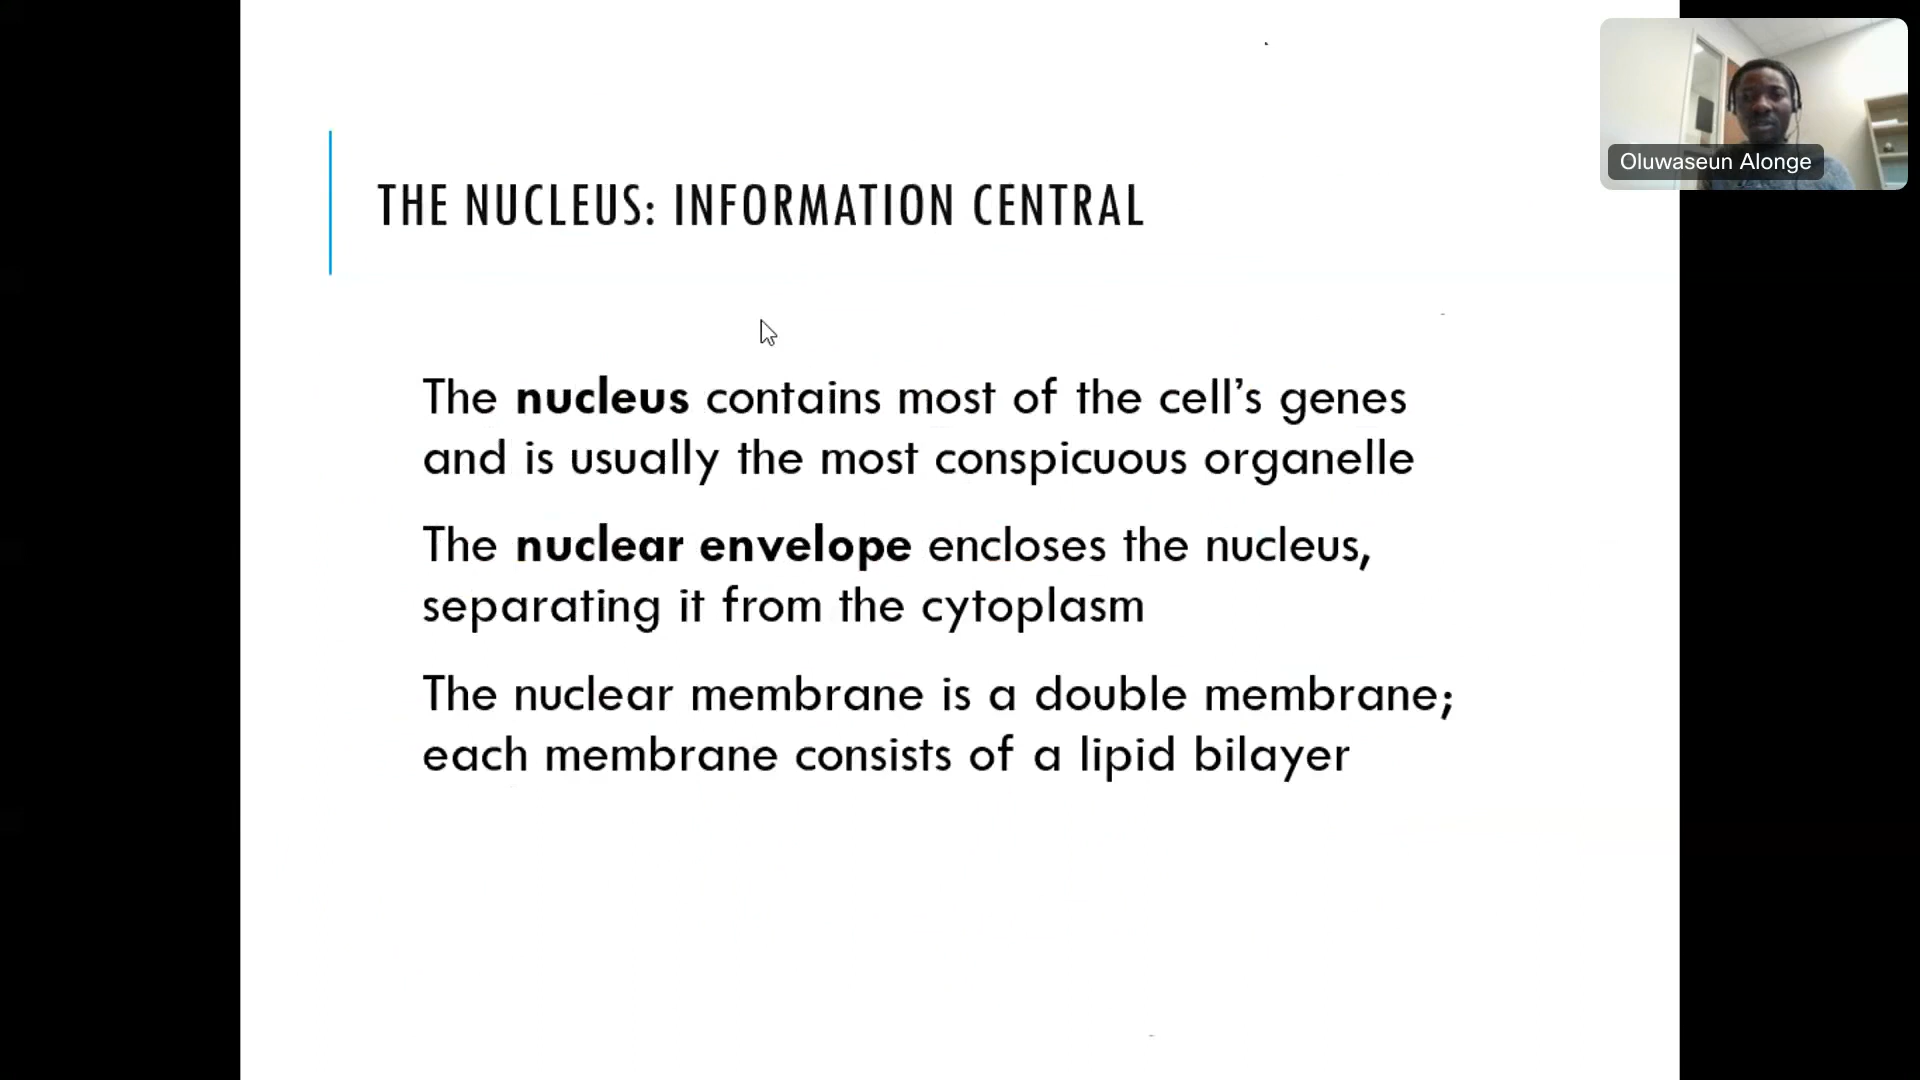 Oluwaseun Alonge
THE NUCLEUS: INFORMATION CENTRAL
The nucleus contains most of the cell’s genes
and is usually the most conspicuous organelle
The nuclear envelope encloses the nucleus,
separating it from the cytoplasm
The nuclear membrane is a double membrane;
each membrane consists of a lipid bilayer